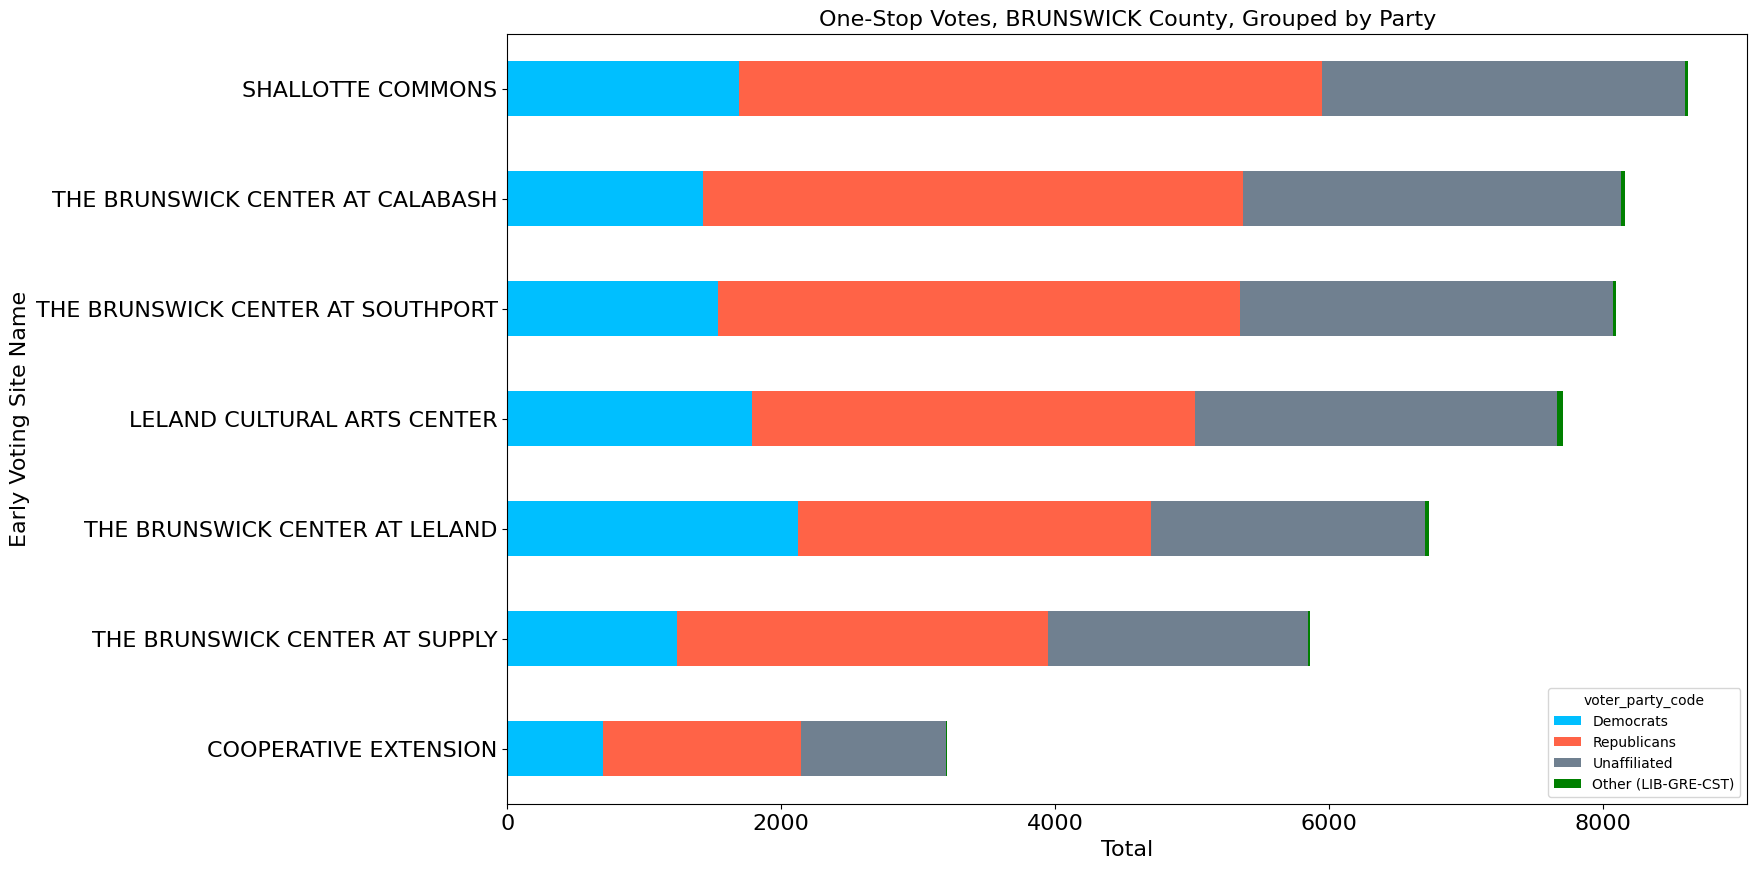 One-Stop Votes, BRUNSWICK County, Grouped by Party
Early Voting Site Name
SHALLOTTE COMMONS
THE BRUNSWICK CENTER AT CALABASH
THE BRUNSWICK CENTER AT SOUTHPORT
LELAND CULTURAL ARTS CENTER
THE BRUNSWICK CENTER AT LELAND
THE BRUNSWICK CENTER AT SUPPLY
COOPERATIVE EXTENSION
voter_party_code
Democrats
Republicans
Unaffiliated
Other (LIB-GRE-CST)
0 2000 4000 6000 8000
Total